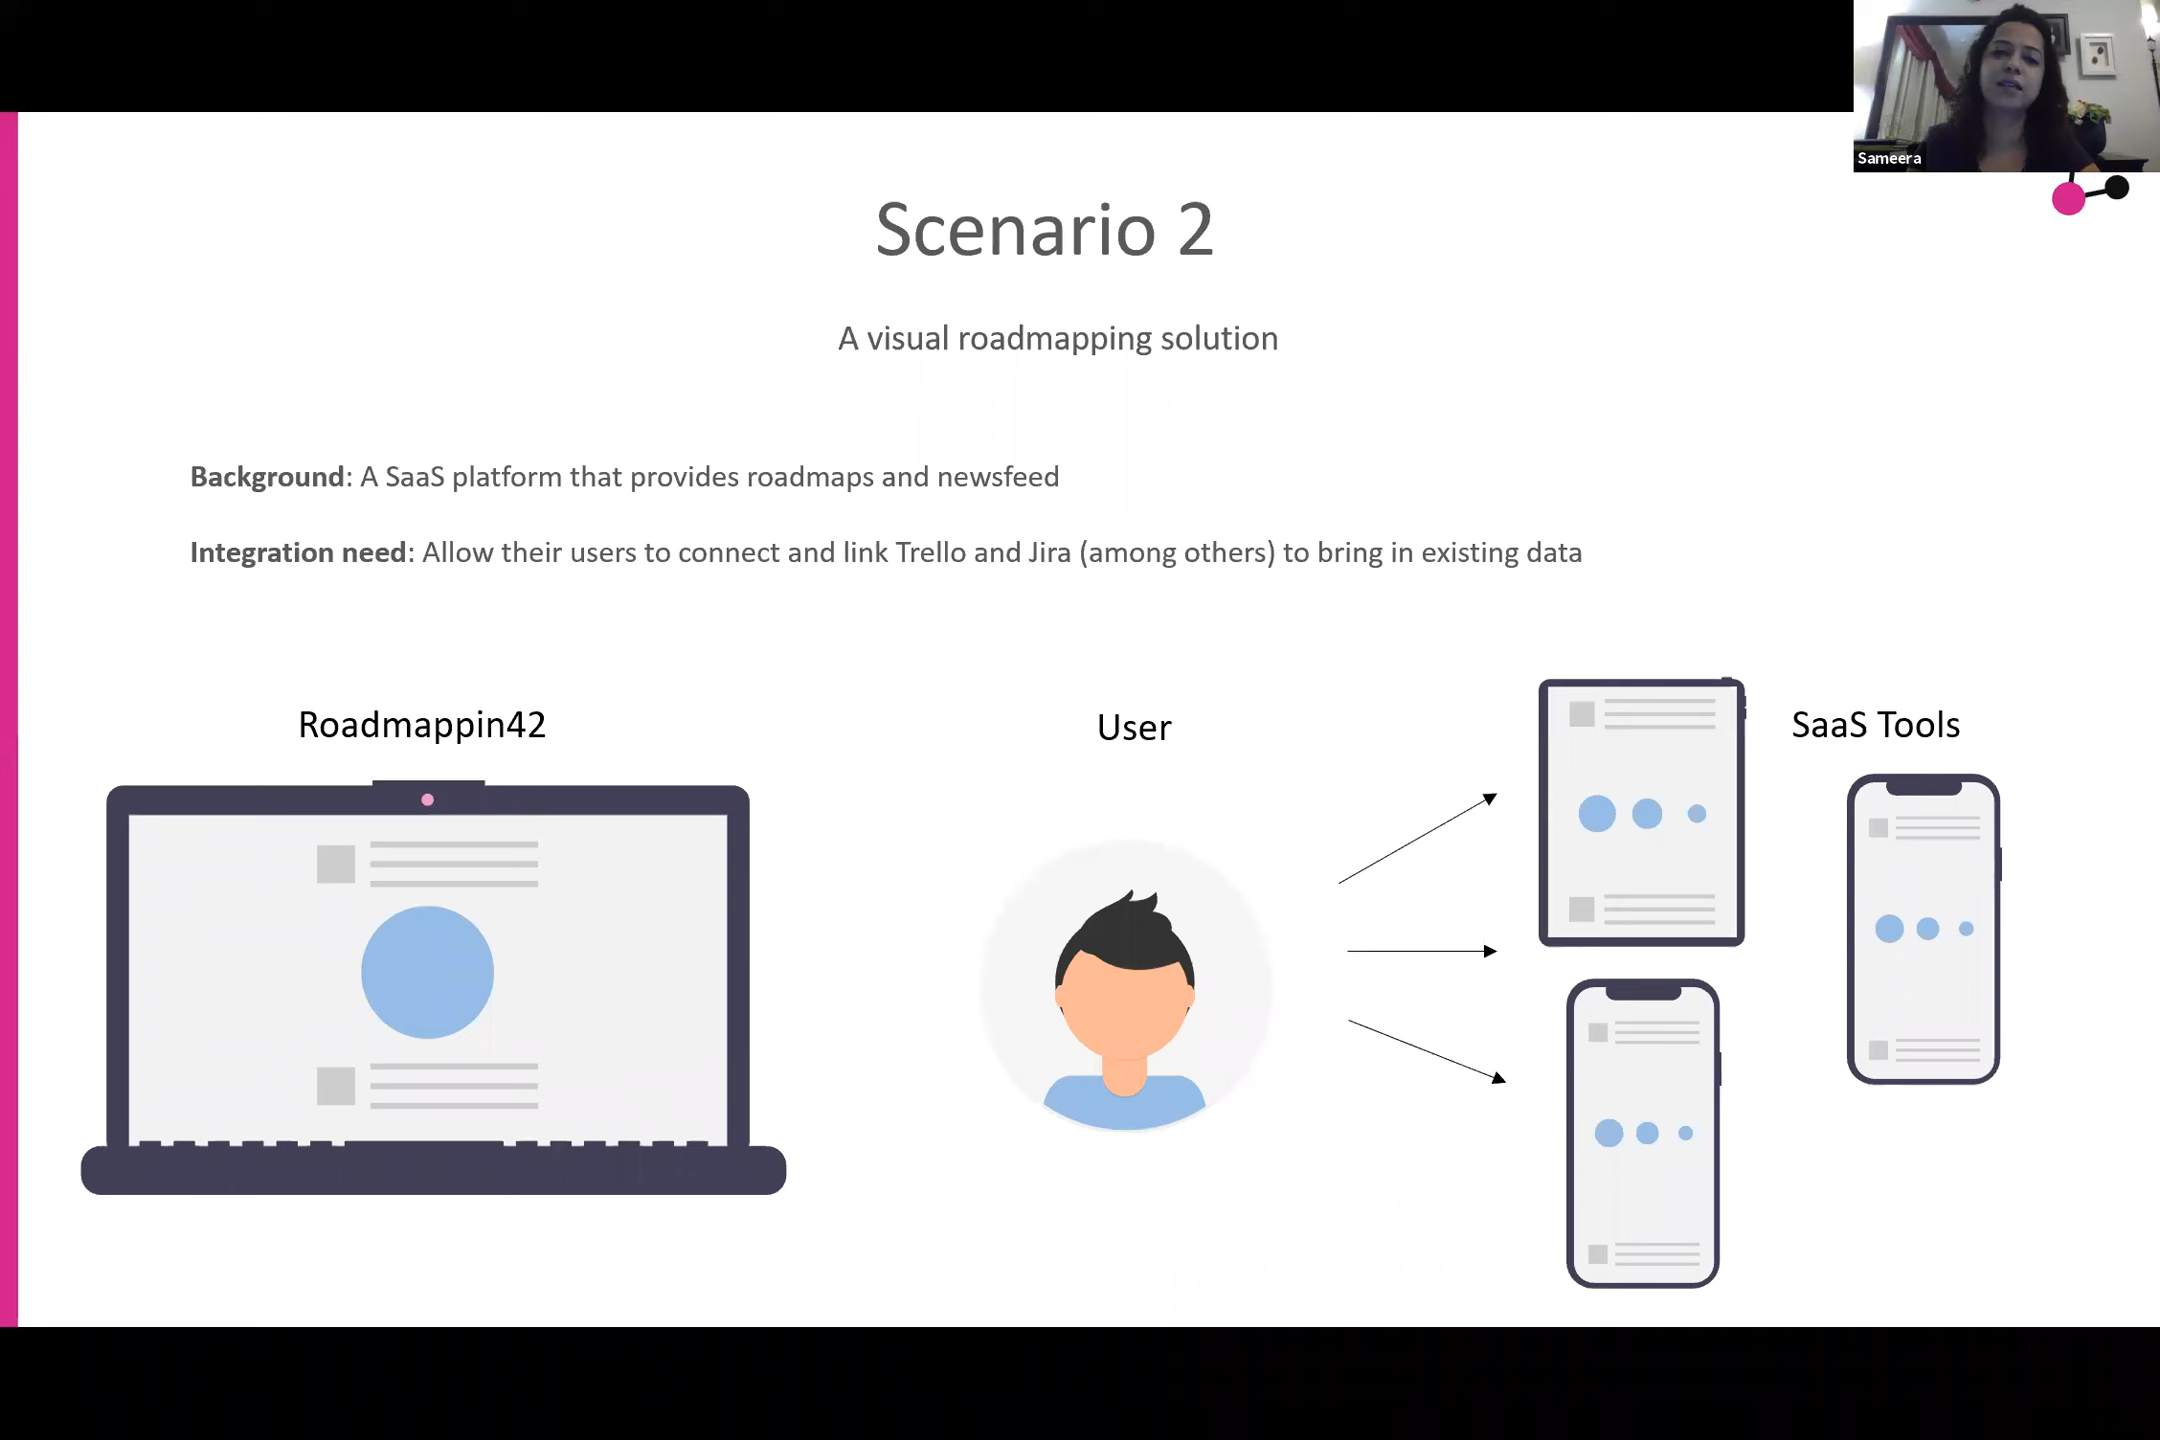 Sameera
Scenario 2
A visual roadmapping solution
Background: A SaaS platform that provides roadmaps and newsfeed
Integration need: Allow their users to connect and link Trello and Jira (among others) to bring in existing data
Roadmappin42
User
SaaS Tools